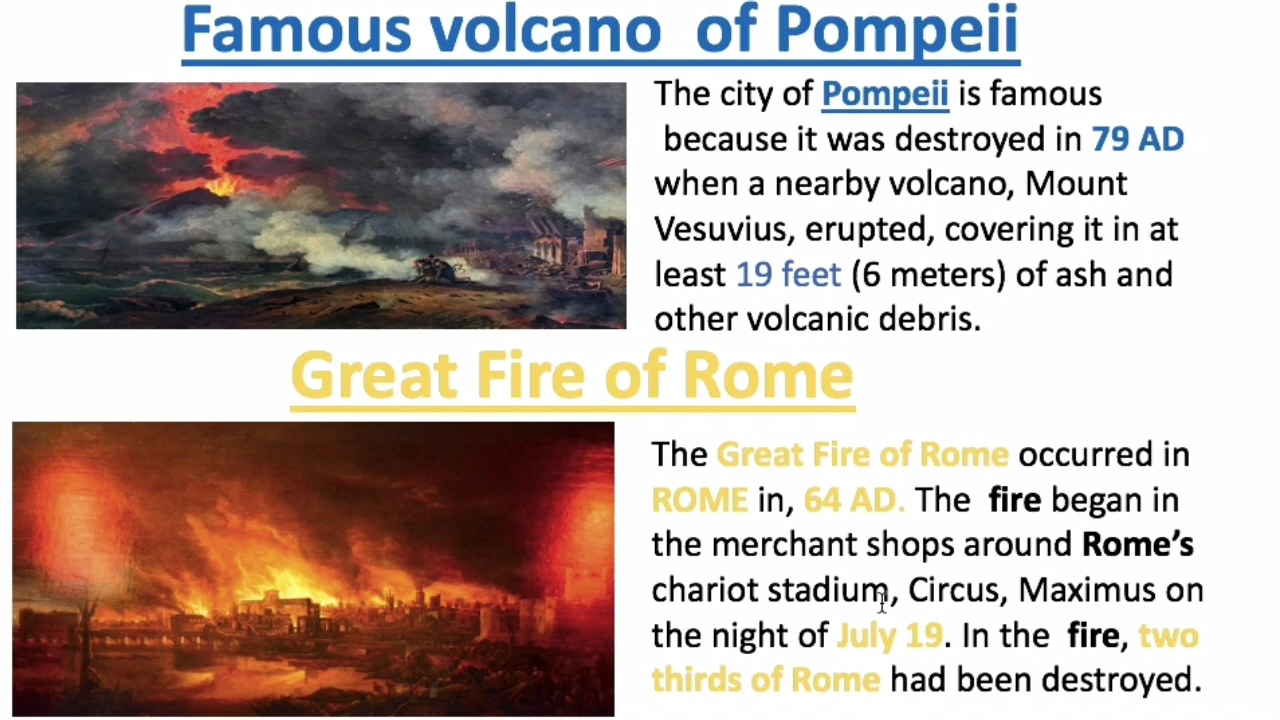 Famous volcano  of Pompeii
The city of Pompeii is famous
because it was destroyed in 79 AD
when a nearby volcano, Mount
Vesuvius, erupted, covering it in at
least 19 feet (6 meters) of ash and
other volcanic debris.
Great Fire of Rome
The Great Fire of Rome occurred in
ROME in, 64 AD. The  fire began in
the merchant shops around Rome’s
chariot stadium, Circus, Maximus on
the night of July 19. In the  fire, two
thirds of Rome had been destroyed.